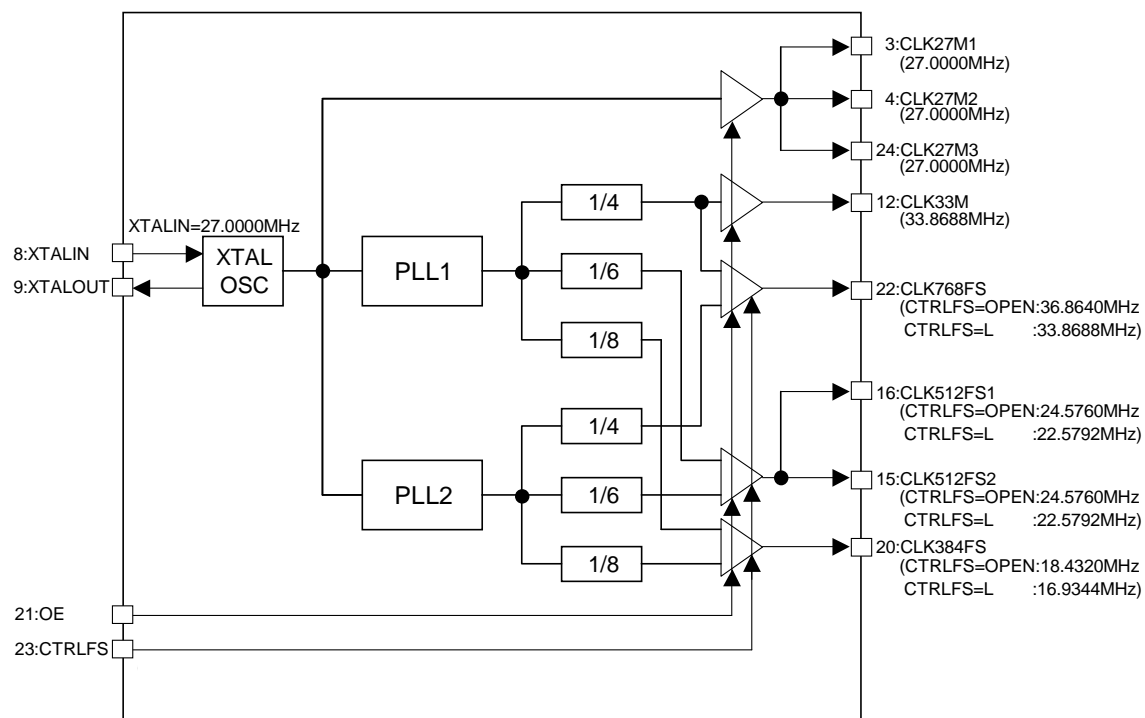 3:CLK27M1
(27.0000MHz)
4:CLK27M2
(27.0000MHz)
24:CLK27M3
(27.0000MHz)
1/4
12:CLK33M
(33.8688MHz)
XTALIN=27.0000MHz
8:XTALIN
9:XTALOUT
XTAL
OSC
PLL1
1/6
22:CLK768FS
(CTRLFS=OPEN:36.8640MHz
CTRLFS=L :33.8688MHz)
1/8
16:CLK512FS1
(CTRLFS=OPEN:24.5760MHz
CTRLFS=L :22.5792MHz)
1/4
PLL2
1/6
15:CLK512FS2
(CTRLFS=OPEN:24.5760MHz
CTRLFS=L :22.5792MHz)
1/8
20:CLK384FS
(CTRLFS=OPEN:18.4320MHz
CTRLFS=L :16.9344MHz)
21:OE
23:CTRLFS